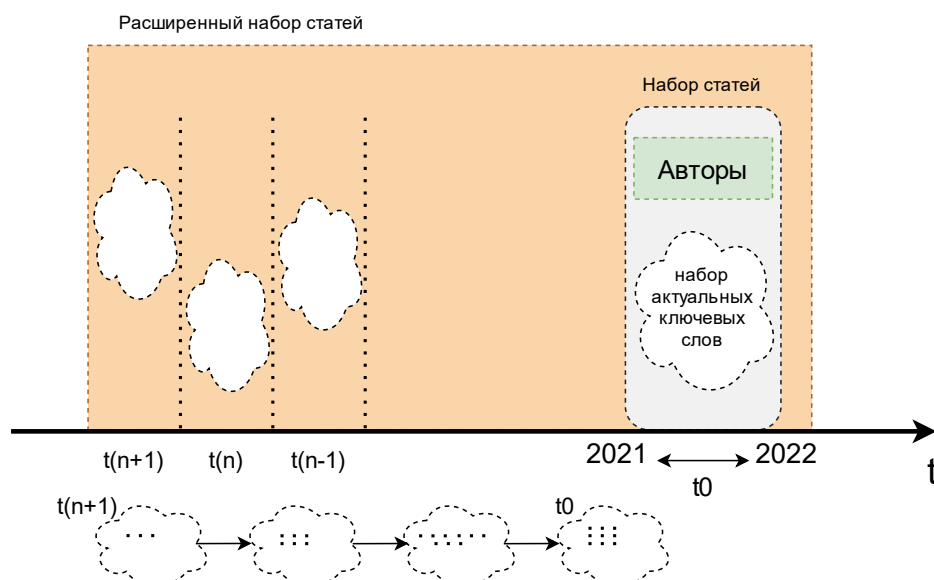 Расширенный набор статей
Набор статей
Авторы
набор
актуальных
ключевых
слов
t(n+1)
t(n)
t(n-1)
2021
2022
t
t0
t(n+1)
t0